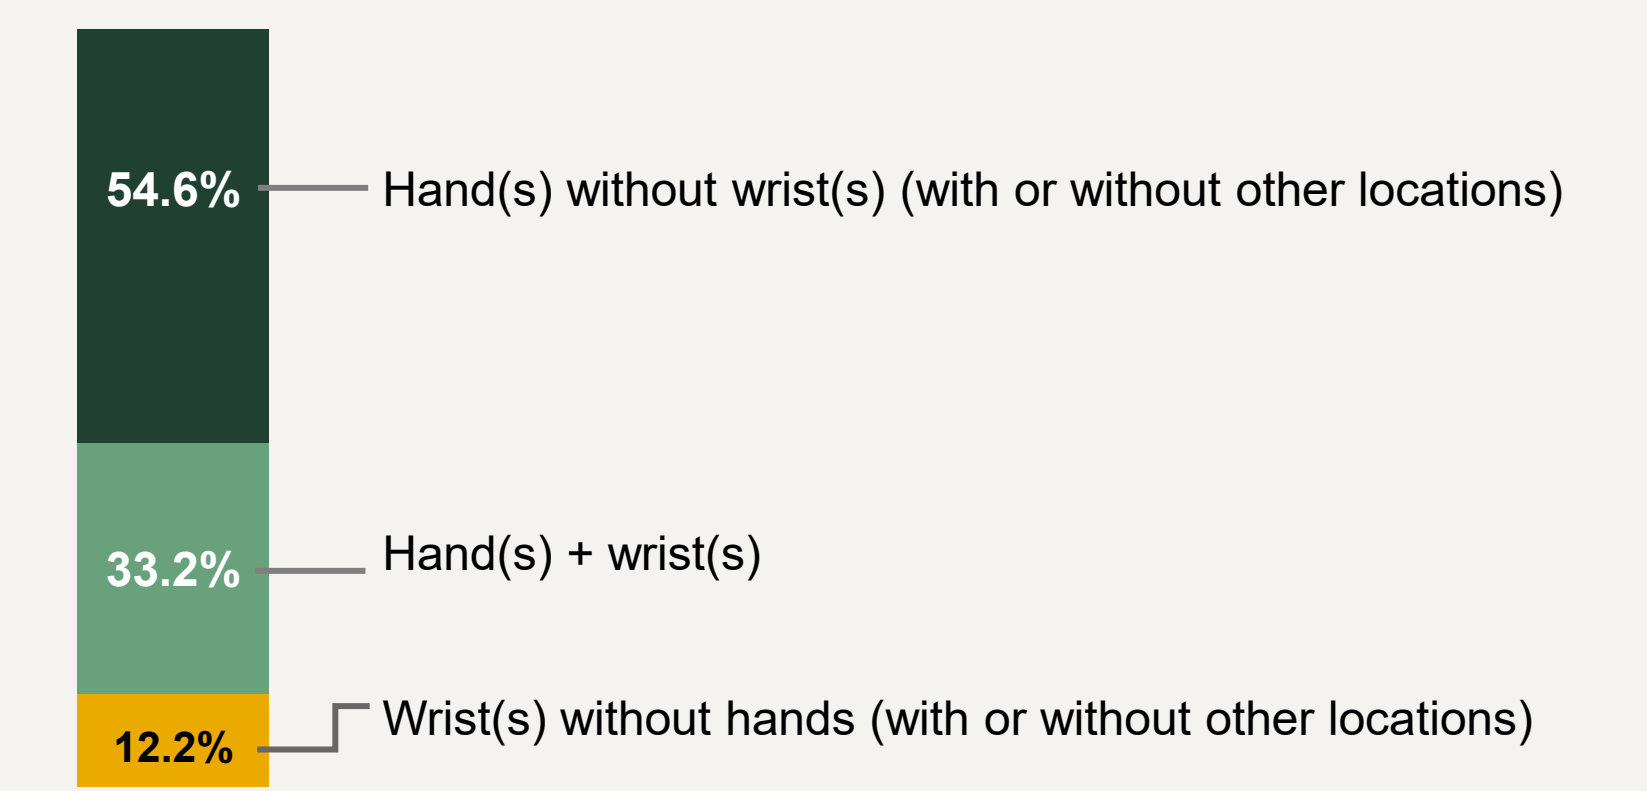 54.6%
Hand(s) without wrist(s) (with or without other locations)
33.2%
Hand(s) + wrist(s)
12.2%
Wrist(s) without hands (with or without other locations)